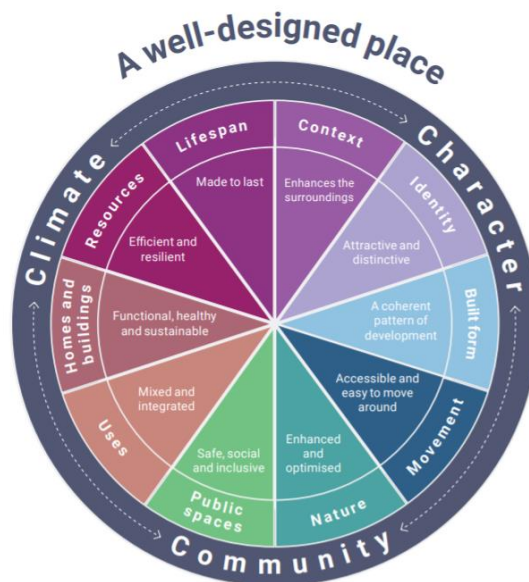 A well-designed place
Climate
Character
Community
Context
Enhances the
surroundings
Identity
Attractive and
distinctive
Built form
A coherent
pattern of
development
Movement
Accessible and
easy to move
around
Nature
Enhanced
and
optimised
Public
spaces
Safe, social
and inclusive
Uses
Mixed and
integrated
Homes and
buildings
Functional, healthy
and sustainable
Resources
Efficient and
resilient
Lifespan
Made to last